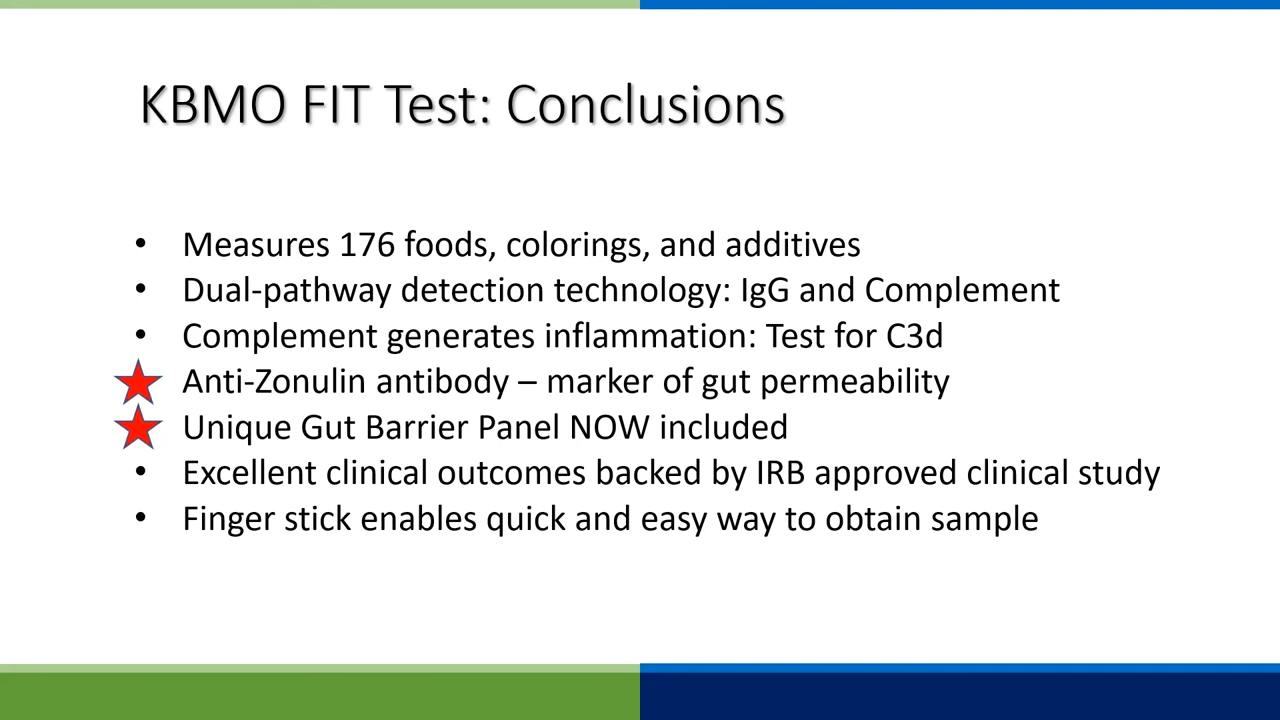 KBMO FIT Test: Conclusions
• Measures 176 foods, colorings, and additives
• Dual-pathway detection technology: IgG and Complement
• Complement generates inflammation: Test for C3d
Anti-Zonulin antibody – marker of gut permeability
Unique Gut Barrier Panel NOW included
• Excellent clinical outcomes backed by IRB approved clinical study
• Finger stick enables quick and easy way to obtain sample